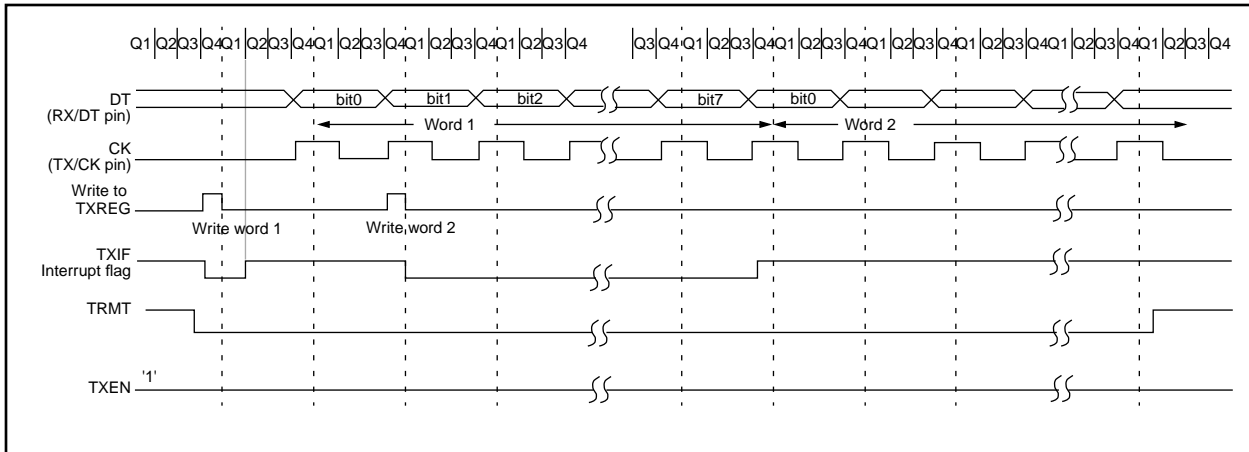 Q1 Q2 Q3 Q4 Q1 Q2 Q3 Q4 Q1 Q2 Q3 Q4 Q1 Q2 Q3 Q4 Q1 Q2 Q3 Q4 Q3 Q4 Q1 Q2 Q3 Q4 Q1 Q2 Q3 Q4 Q1 Q2 Q3 Q4 Q1 Q2 Q3 Q4 Q1 Q2 Q3 Q4 Q1 Q2 Q3 Q4
DT bit0 bit1 bit2 bit7 bit0
(RX/DT pin)
Word 1 Word 2
CK
(TX/CK pin)
Write to
TXREG
Write word 1 Write word 2
TXIF
Interrupt flag
TRMT
'1'
TXEN